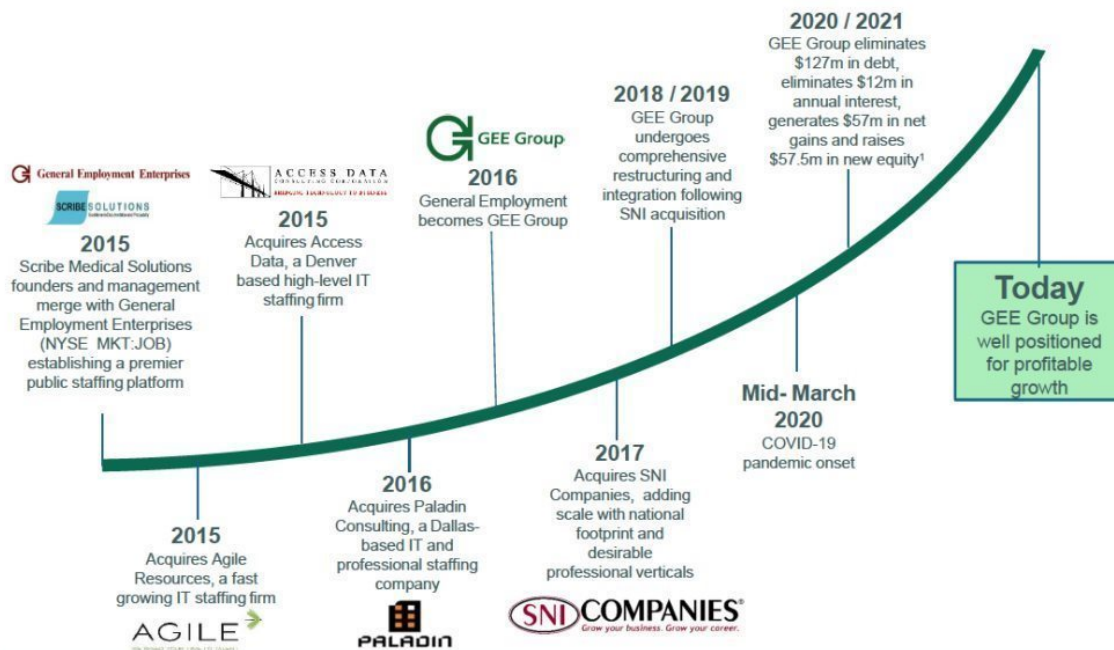 General Employment Enterprises
SCRIBE SOLUTIONS
2015
Scribe Medical Solutions
founders and management
merge with General
Employment Enterprises
(NYSE MKT:JOB)
establishing a premier
public staffing platform
ACCESS DATA
CONSULTING CORPORATION
BRINGING TECHNOLOGY TO BUSINESS
2015
Acquires Access
Data, a Denver
based high-level IT
staffing firm
GEE Group
2016
General Employment
becomes GEE Group
2018 / 2019
GEE Group
undergoes
comprehensive
restructuring and
integration following
SNI acquisition
2020 / 2021
GEE Group eliminates
$127m in debt,
eliminates $12m in
annual interest,
generates $57m in net
gains and raises
$57.5m in new equity¹
Today
GEE Group is
well positioned
for profitable
growth
2015
Acquires Agile
Resources, a fast
growing IT staffing firm
AGILE
2016
Acquires Paladin
Consulting, a Dallas-
based IT and
professional staffing
company
PALADIN
2017
Acquires SNI
Companies, adding
scale with national
footprint and
desirable
professional verticals
SNI COMPANIES®
Grow your business. Grow your career.
Mid- March
2020
COVID-19
pandemic onset